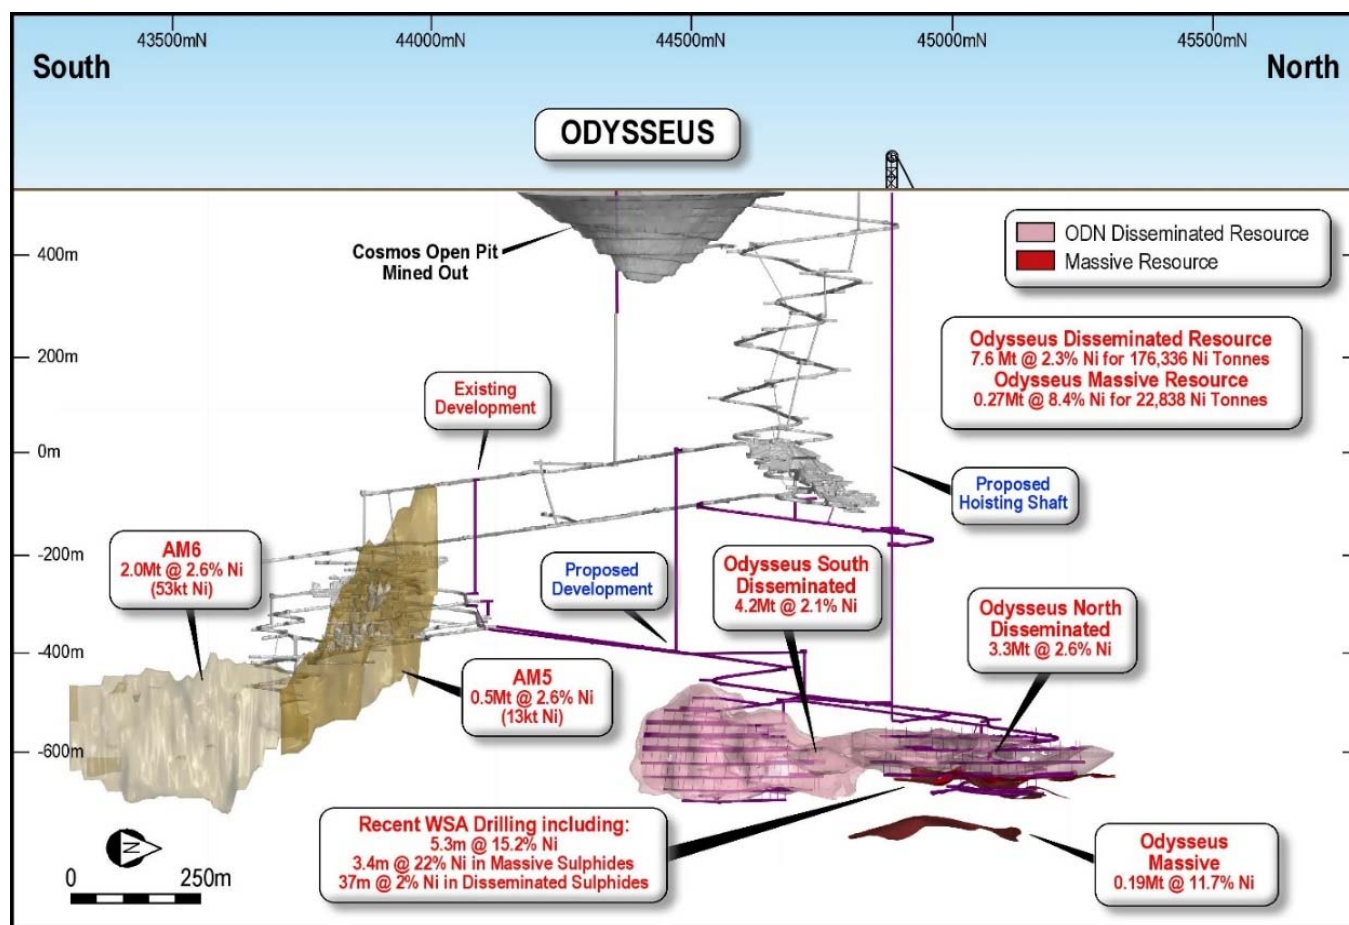 43500mN
44000mN
44500mN
45000mN
45500mN
South
North
ODYSSEUS
Cosmos Open Pit
Mined Out
ODN Disseminated Resource
Massive Resource
400m
200m
0m
-200m
-400m
-600m
Odysseus Disseminated Resource
7.6 Mt @ 2.3% Ni for 176,336 Ni Tonnes
Odysseus Massive Resource
0.27Mt @ 8.4% Ni for 22,838 Ni Tonnes
Existing
Development
Proposed
Hoisting Shaft
AM6
2.0Mt @ 2.6% Ni
(53kt Ni)
Proposed
Development
Odysseus South
Disseminated
4.2Mt @ 2.1% Ni
Odysseus North
Disseminated
3.3Mt @ 2.6% Ni
AM5
0.5Mt @ 2.6% Ni
(13kt Ni)
Recent WSA Drilling including:
5.3m @ 15.2% Ni
3.4m @ 22% Ni in Massive Sulphides
37m @ 2% Ni in Disseminated Sulphides
Odysseus
Massive
0.19Mt @ 11.7% Ni
N
0 250m